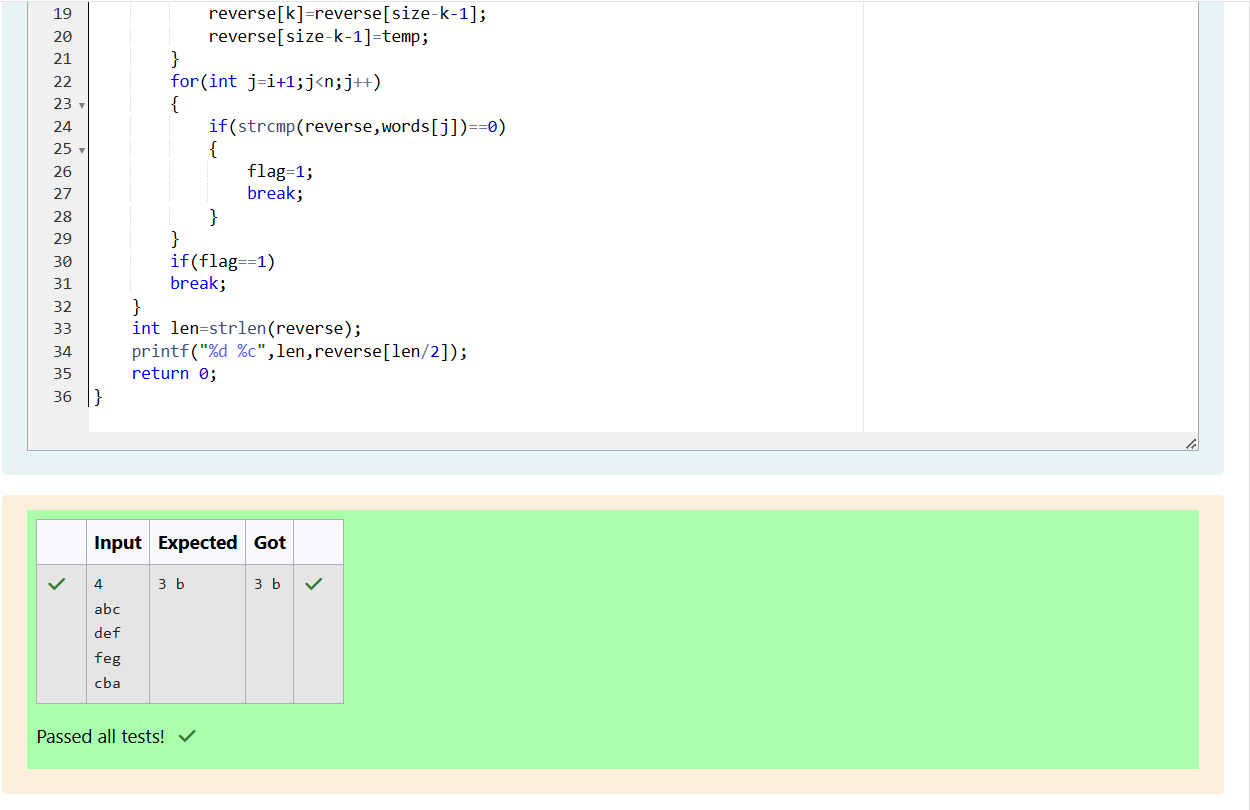 19 reverse[k]=reverse[size-k-1];
20 reverse[size-k-1]=temp;
21 }
22 for(int j=i+1;j<n;j++)
23 {
24 if(strcmp(reverse,words[j])==0)
25 {
26 flag=1;
27 break;
28 }
29 }
30 if(flag==1)
31 break;
32 }
33 int len=strlen(reverse);
34 printf("%d %c",len,reverse[len/2]);
35 return 0;
36 }
Input Expected Got
4 3 b 3 b
abc
def
feg
cba
Passed all tests!